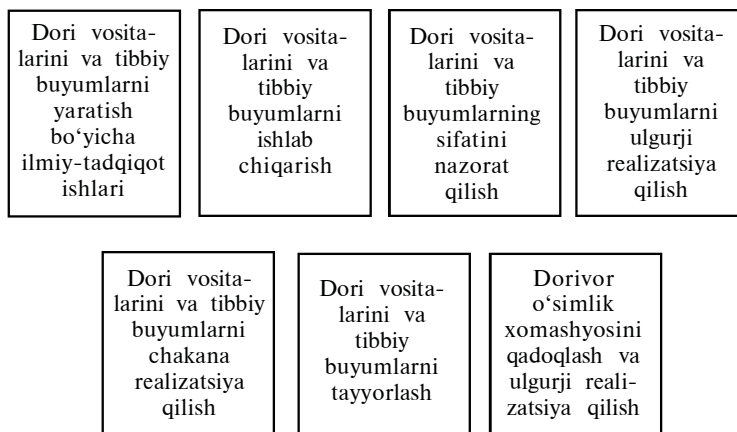 Dori vosita-
larini va tibbiy
buyumlarni
yaratish
bo‘yicha
ilmiy-tadqiqot
ishlari
Dori vosita-
larini va
tibbiy
buyumlarni
ishlab
chiqarish
Dori vosita-
larini va
tibbiy
buyumlarning
sifatini
nazorat
qilish
Dori vosita-
larini va
tibbiy
buyumlarni
ulgurji
realizatsiya
qilish
Dori vosita-
larini va tibbiy
buyumlarni
chakana
realizatsiya
qilish
Dori vosita-
larini va
tibbiy
buyumlarni
tayyorlash
Dorivor
o‘simlik
xomashyosini
qadoqlash va
ulgurji reali-
zatsiya qilish